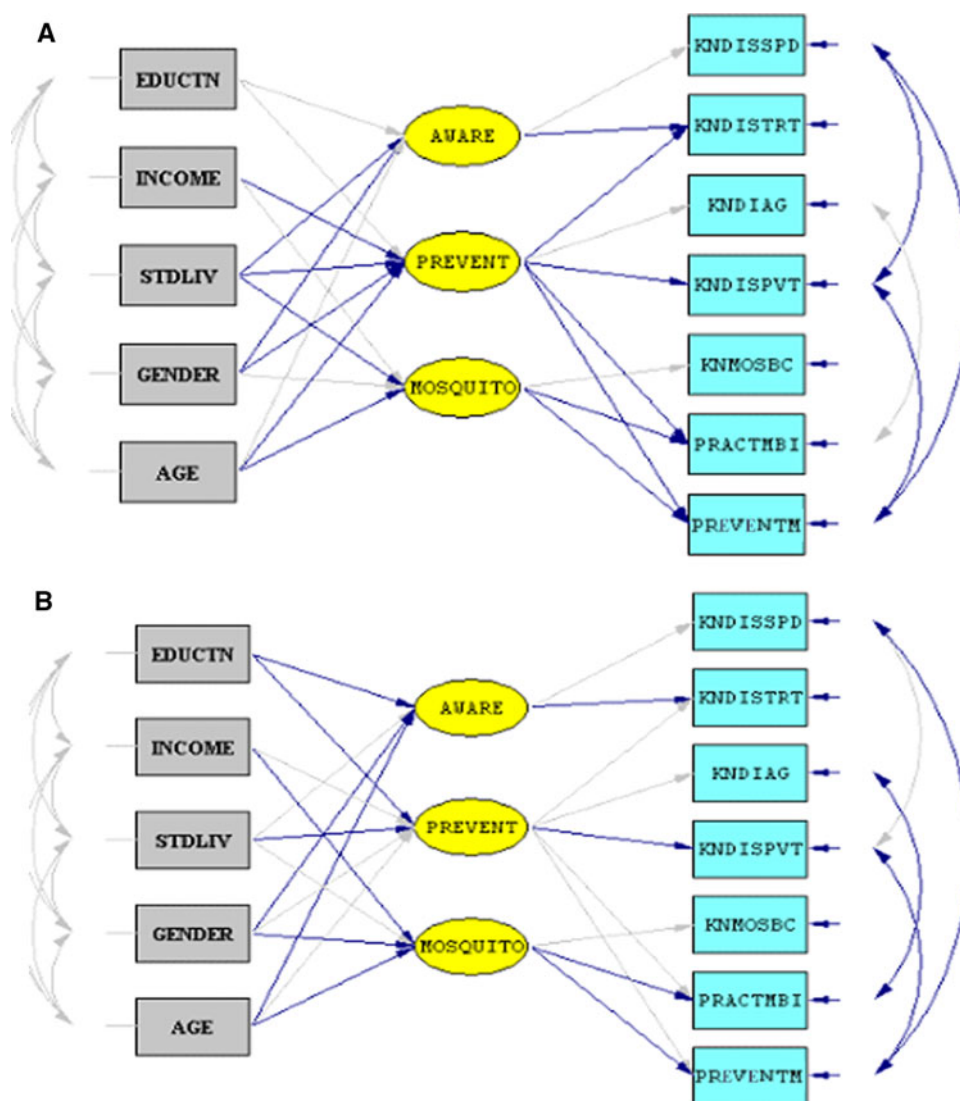 A
EDUCTN
INCOME
STDLIV
GENDER
AGE
AWARE
PREVENT
MOSQUITO
KNDISSPD
KNDISTRT
KNDIAG
KNDISPVT
KNMOSBC
PRACTMBI
PREVENTM
B
EDUCTN
INCOME
STDLIV
GENDER
AGE
AWARE
PREVENT
MOSQUITO
KNDISSPD
KNDISTRT
KNDIAG
KNDISPVT
KNMOSBC
PRACTMBI
PREVENTM